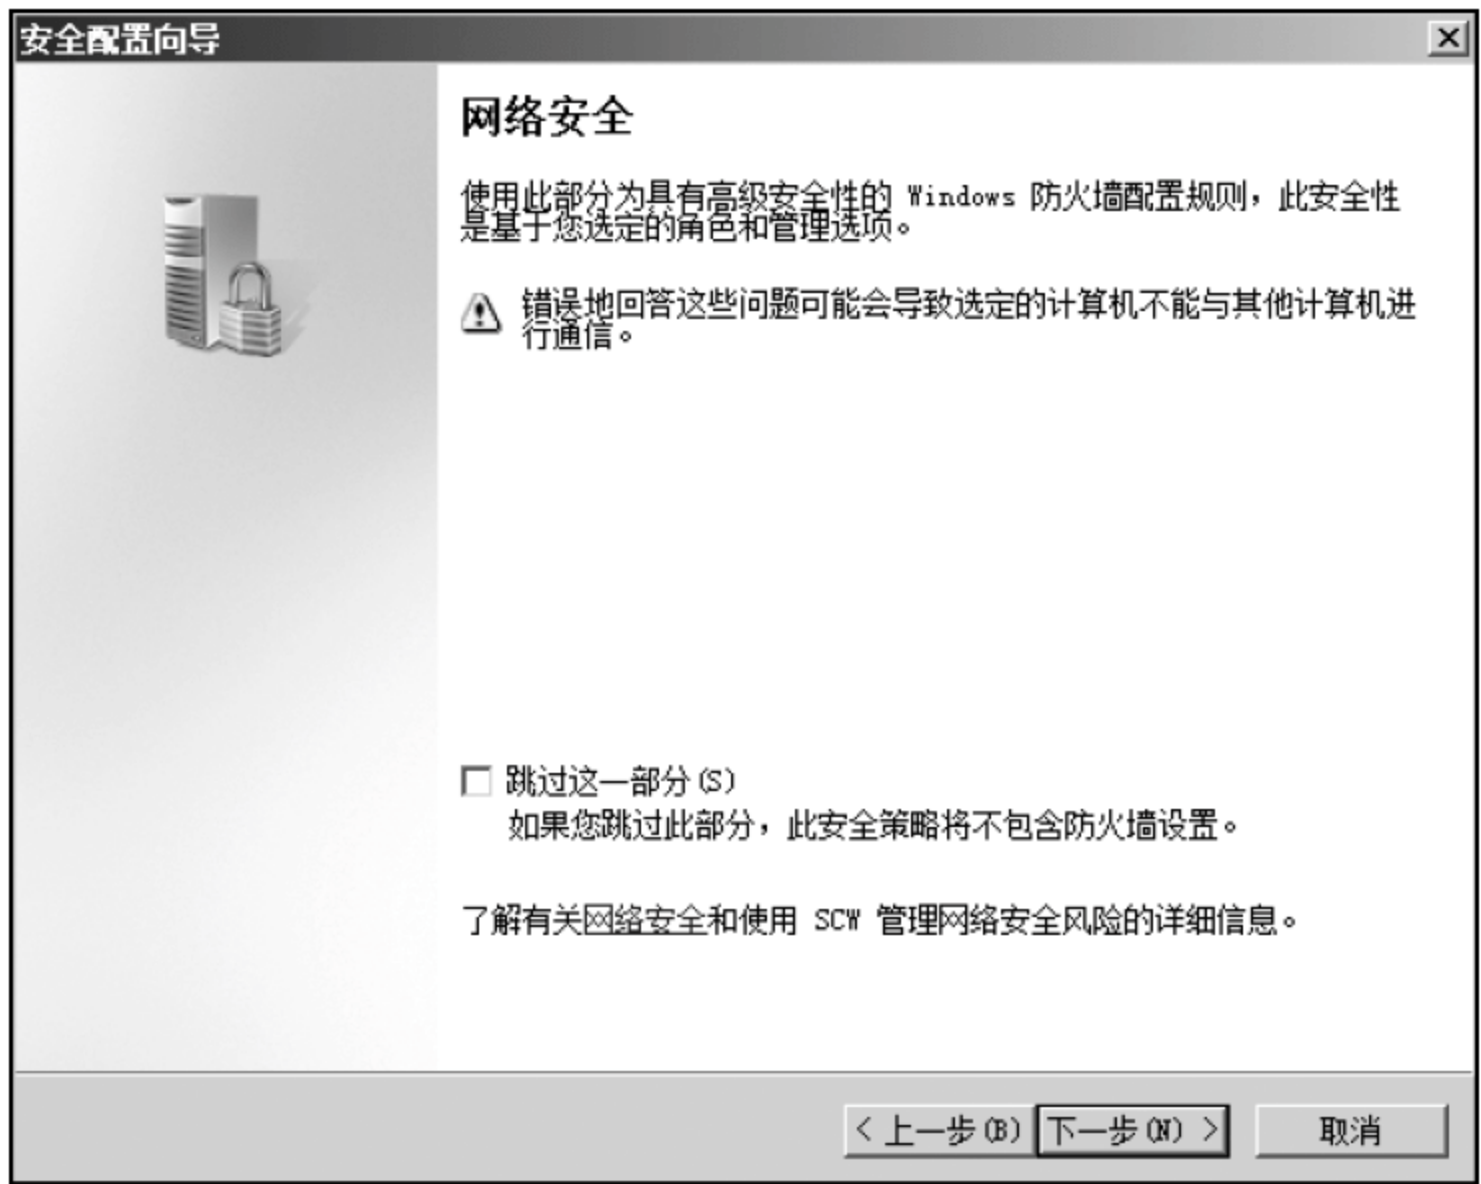 安全配置向导
网络安全
使用此部分为具有高级安全性的 Windows 防火墙配置规则，此安全性
是基于您选定的角色和管理选项。
错误地回答这些问题可能会导致选定的计算机不能与其他计算机进
行通信。
跳过这一部分(S)
如果您跳过此部分，此安全策略将不包含防火墙设置。
了解有关网络安全和使用 SCW 管理网络安全风险的详细信息。
< 上一步(B) 下一步(N) > 取消